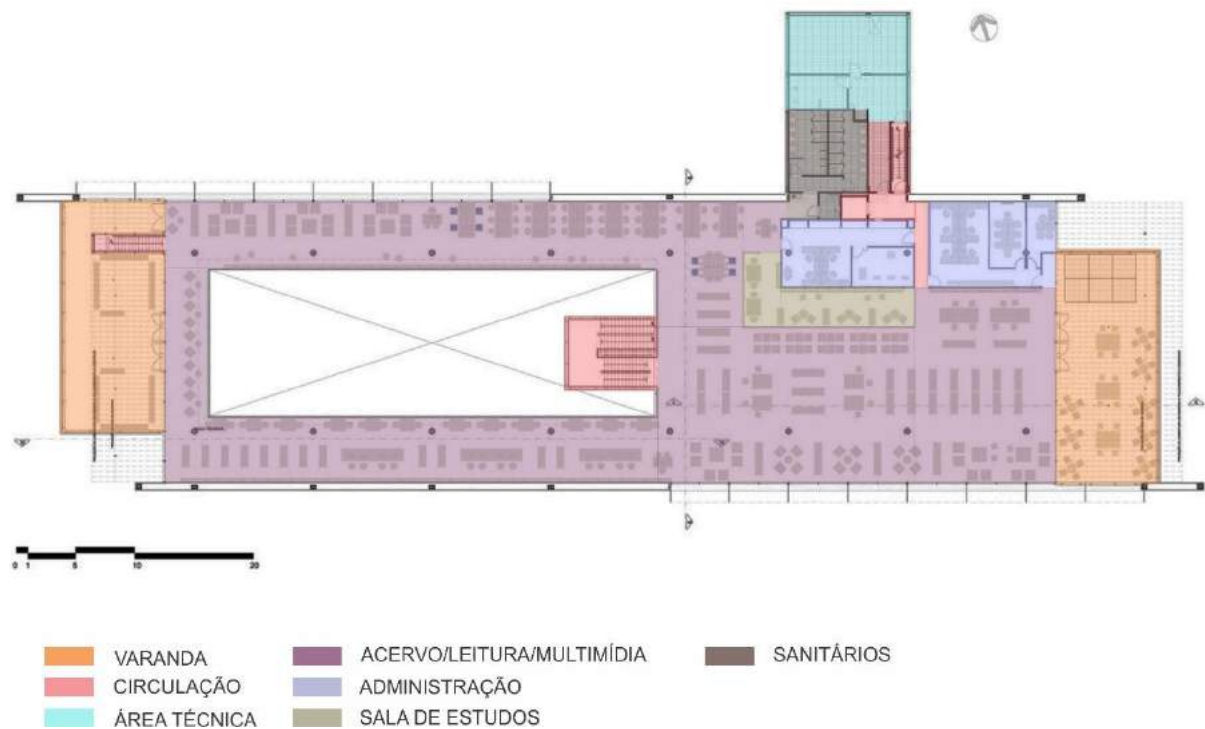 0 1 5 10 20
VARANDA
CIRCULAÇÃO
ÁREA TÉCNICA
ACERVO/LEITURA/MULTIMÍDIA
ADMINISTRAÇÃO
SALA DE ESTUDOS
SANITÁRIOS